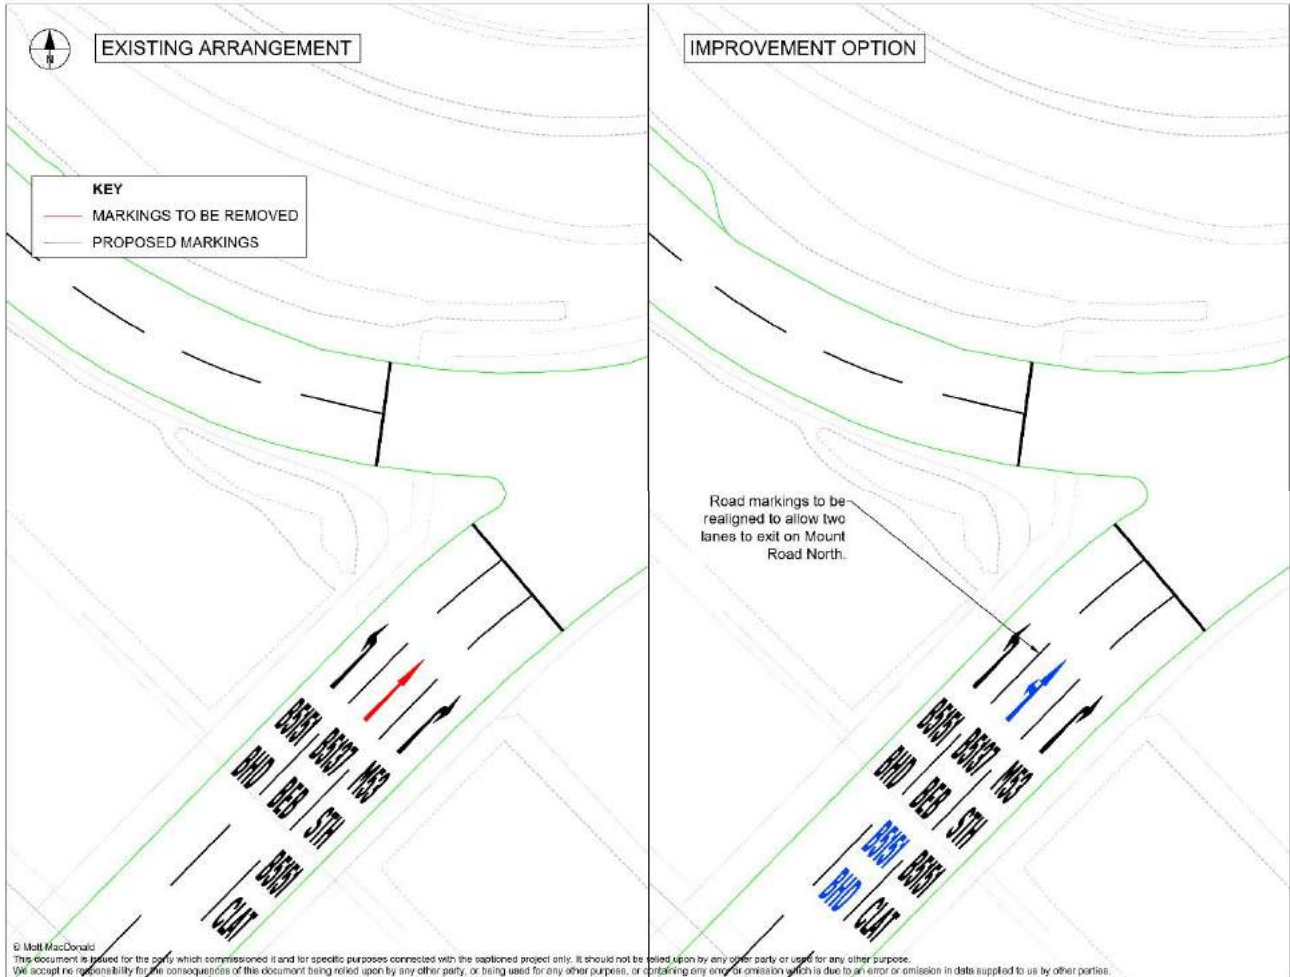 EXISTING ARRANGEMENT
N
KEY
MARKINGS TO BE REMOVED
PROPOSED MARKINGS
B5151
B5137
M53
BHD
BEB
STH
B5151
CLAT
IMPROVEMENT OPTION
Road markings to be
realigned to allow two
lanes to exit on Mount
Road North.
B5151
B5137
M53
BHD
BEB
STH
B5151
B5151
BHD
CLAT
© Mott MacDonald
This document is issued for the party which commissioned it and for specific purposes connected with the captioned project only. It should not be relied upon by any other party or used for any other purpose.
We accept no responsibility for the consequences of this document being relied upon by any other party, or being used for any other purpose, or containing any error or omission which is due to an error or omission in data supplied to us by other parties.